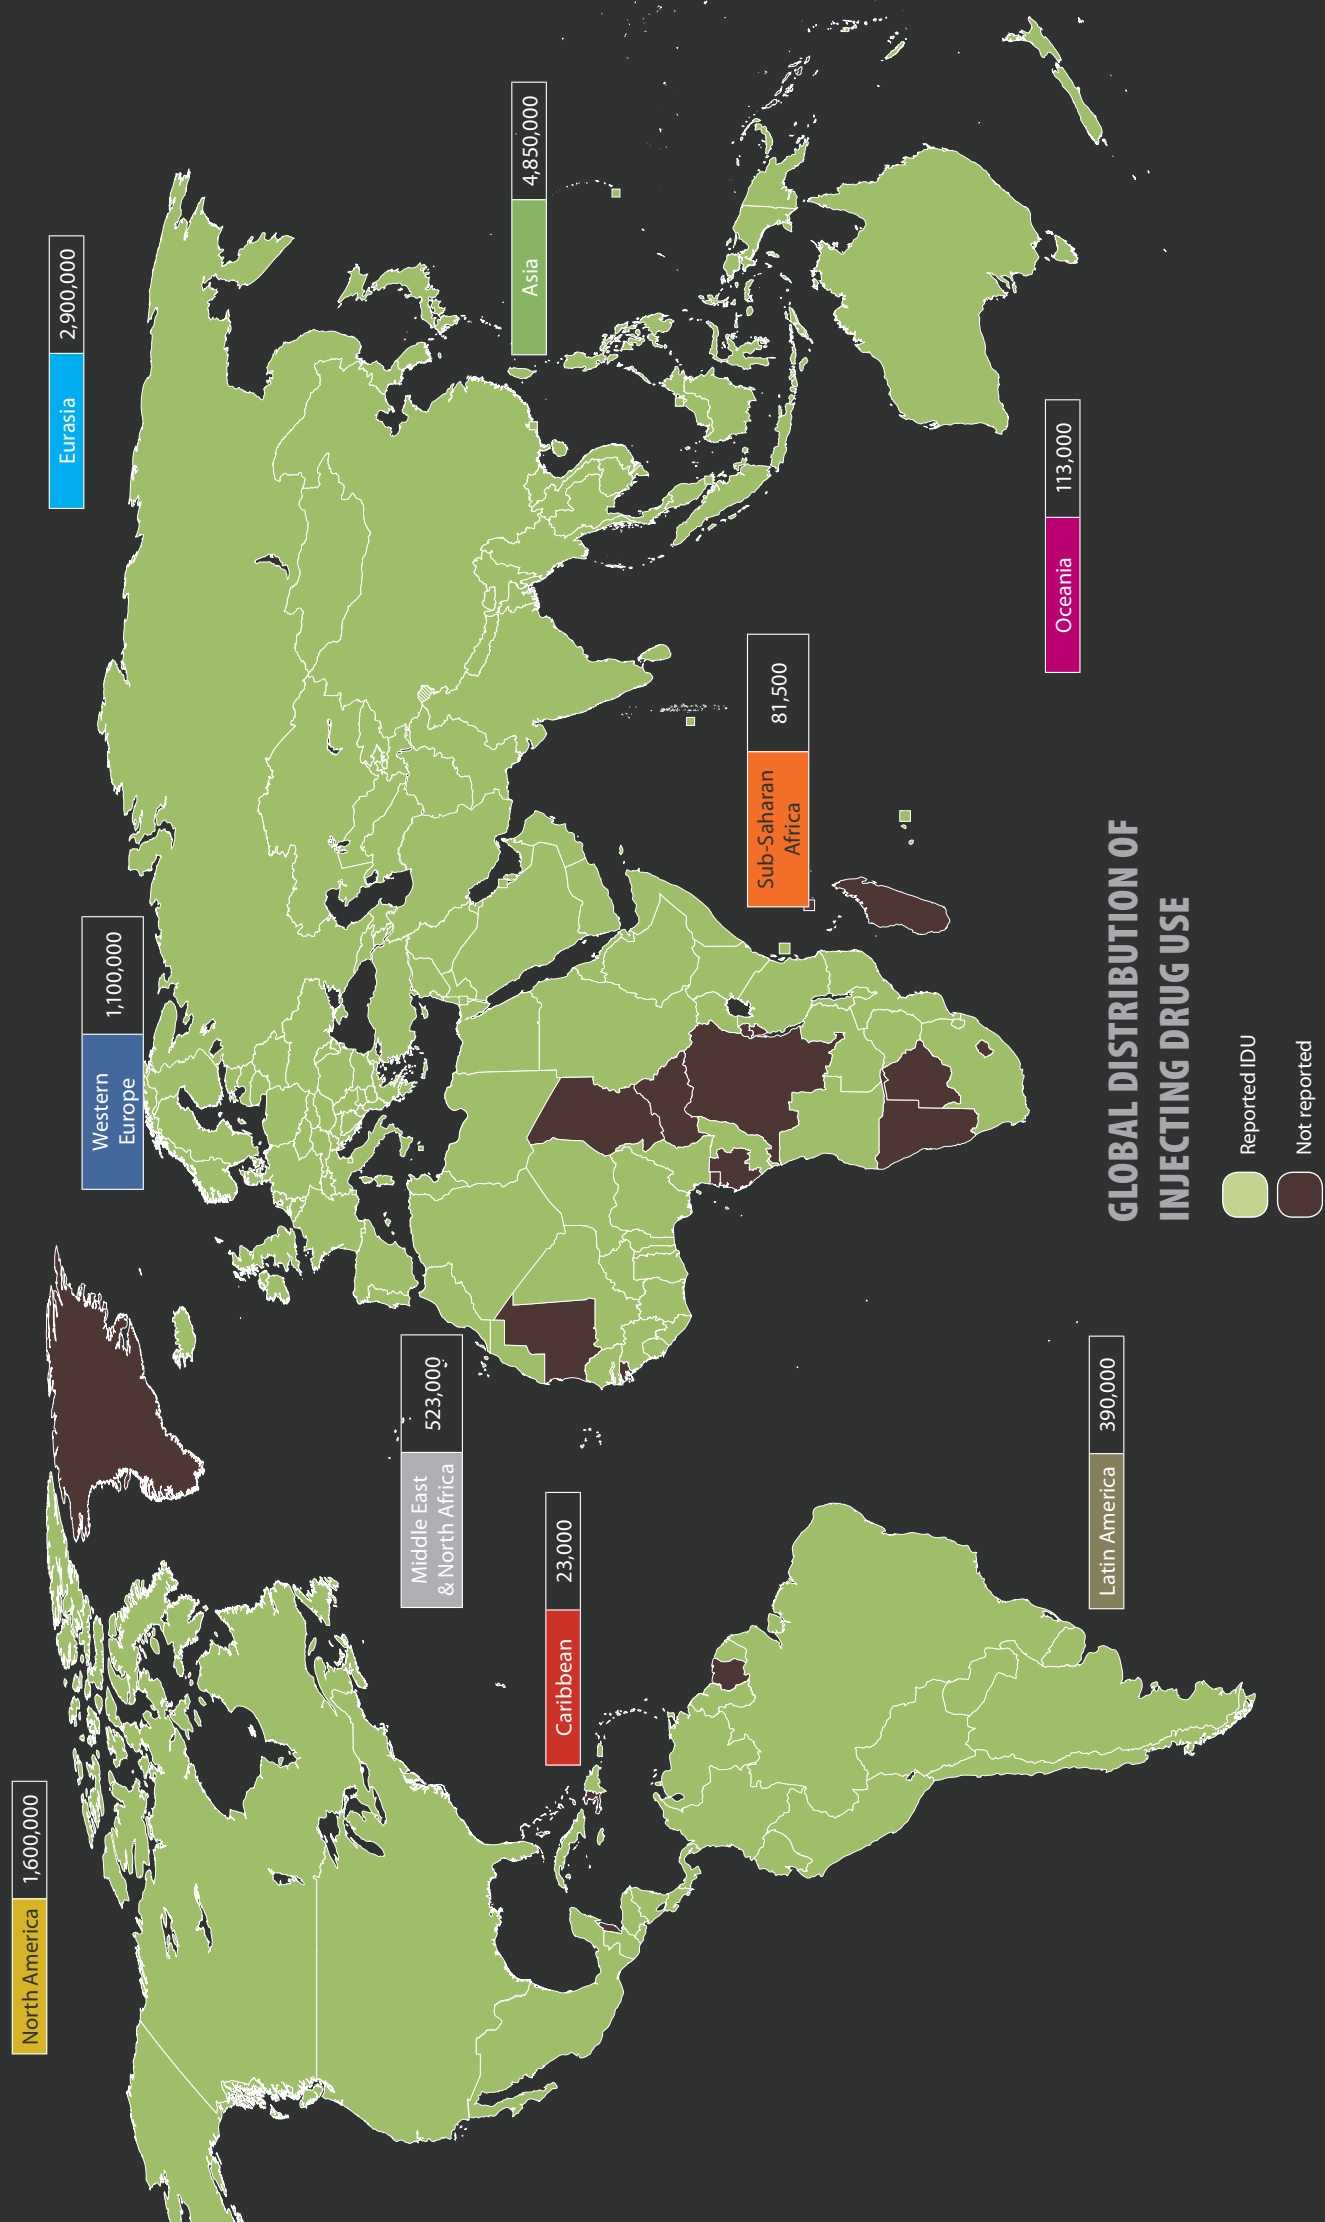 North America
1,600,000
Western
Europe
1,100,000
Eurasia
2,900,000
Middle East
& North Africa
523,000
Asia
4,850,000
Caribbean
23,000
Sub-Saharan
Africa
81,500
Oceania
113,000
Latin America
390,000
GLOBAL DISTRIBUTION OF
INJECTING DRUG USE
Reported IDU
Not reported